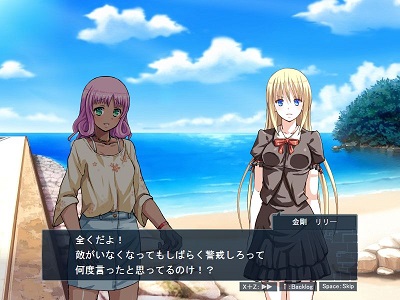 金剛 リリー
全くだよ！
敵がいなくなってもしばらく警戒しろって
何度言ったと思ってるのけ！？
X+Z: ▶▶ ↑:Backlog Space:Skip